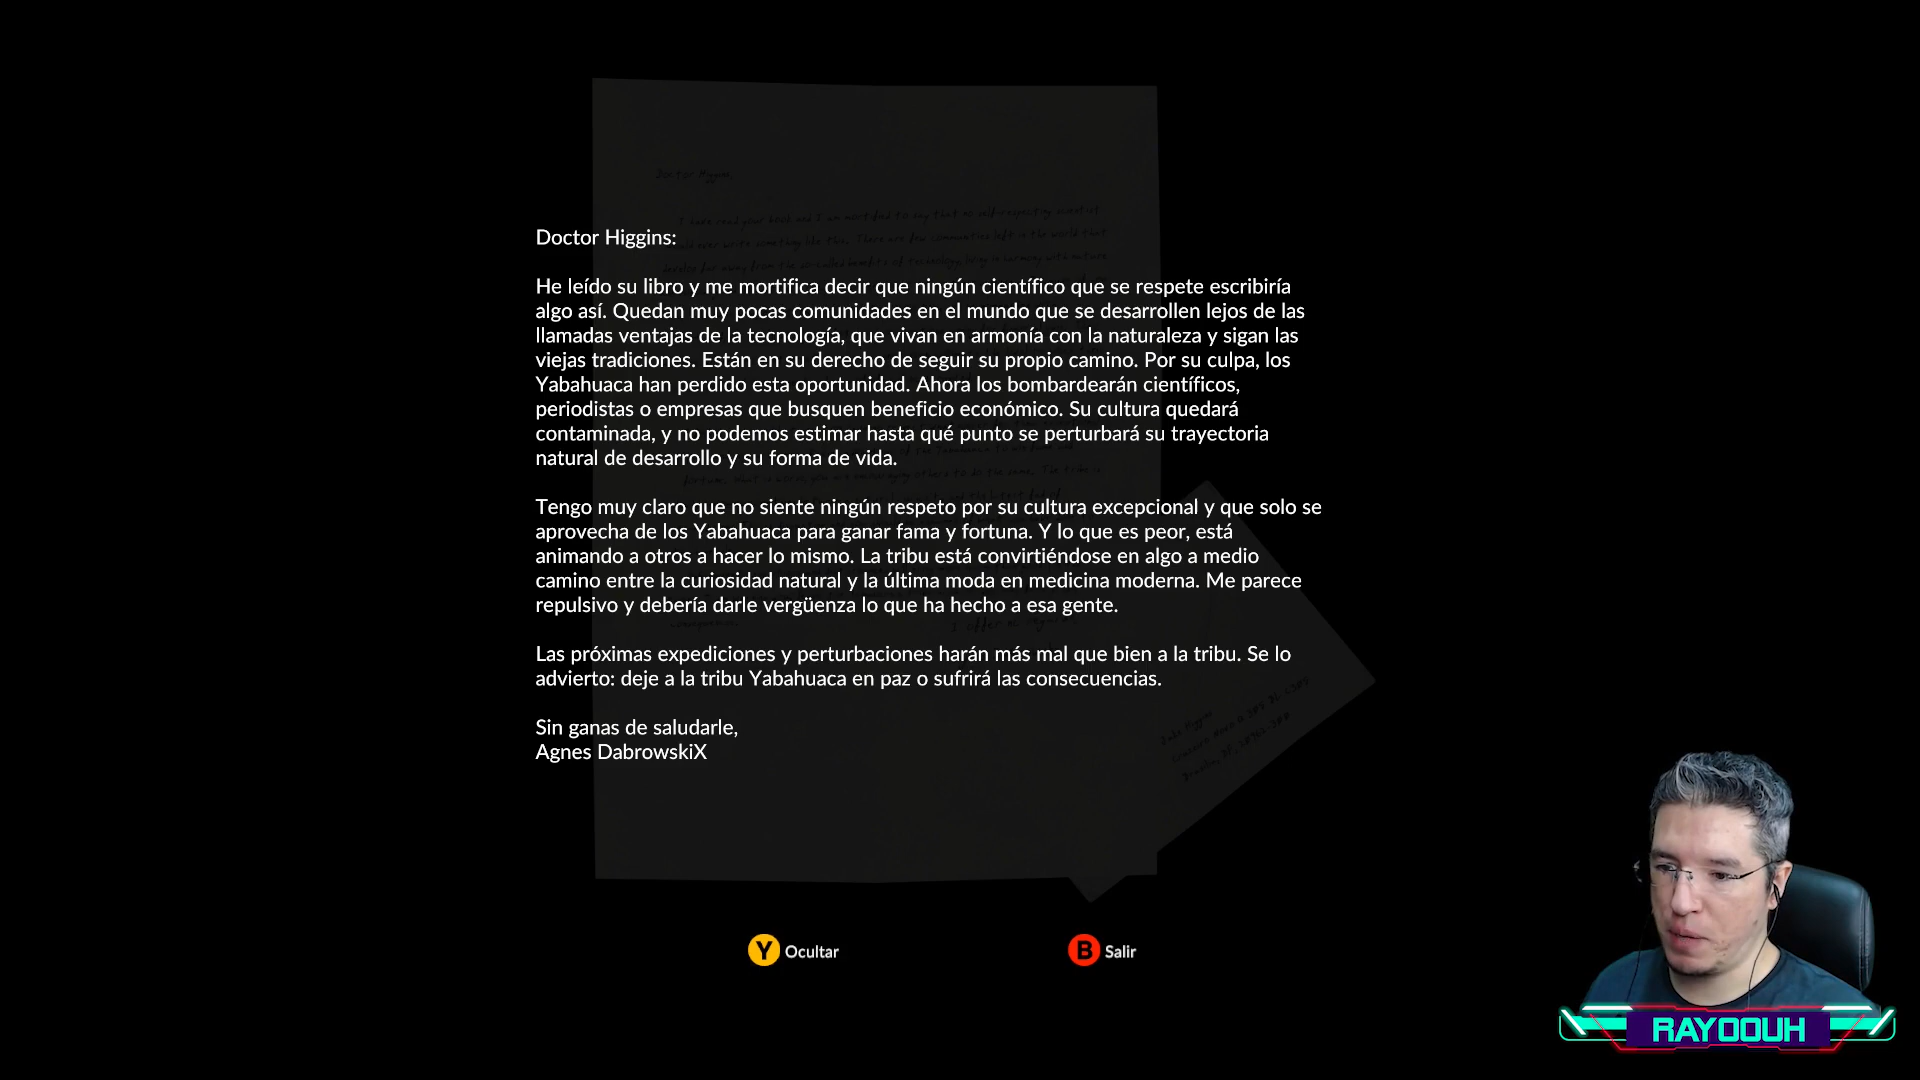 Doctor Higgins:
He leído su libro y me mortifica decir que ningún científico que se respete escribiría
algo así. Quedan muy pocas comunidades en el mundo que se desarrollen lejos de las
llamadas ventajas de la tecnología, que vivan en armonía con la naturaleza y sigan las
viejas tradiciones. Están en su derecho de seguir su propio camino. Por su culpa, los
Yabahuaca han perdido esta oportunidad. Ahora los bombardearán científicos,
periodistas o empresas que busquen beneficio económico. Su cultura quedará
contaminada, y no podemos estimar hasta qué punto se perturbará su trayectoria
natural de desarrollo y su forma de vida.
Tengo muy claro que no siente ningún respeto por su cultura excepcional y que solo se
aprovecha de los Yabahuaca para ganar fama y fortuna. Y lo que es peor, está
animando a otros a hacer lo mismo. La tribu está convirtiéndose en algo a medio
camino entre la curiosidad natural y la última moda en medicina moderna. Me parece
repulsivo y debería darle vergüenza lo que ha hecho a esa gente.
Las próximas expediciones y perturbaciones harán más mal que bien a la tribu. Se lo
advierto: deje a la tribu Yabahuaca en paz o sufrirá las consecuencias.
Sin ganas de saludarle,
Agnes DabrowskiX
Y Ocultar
B Salir
RAYOOUH